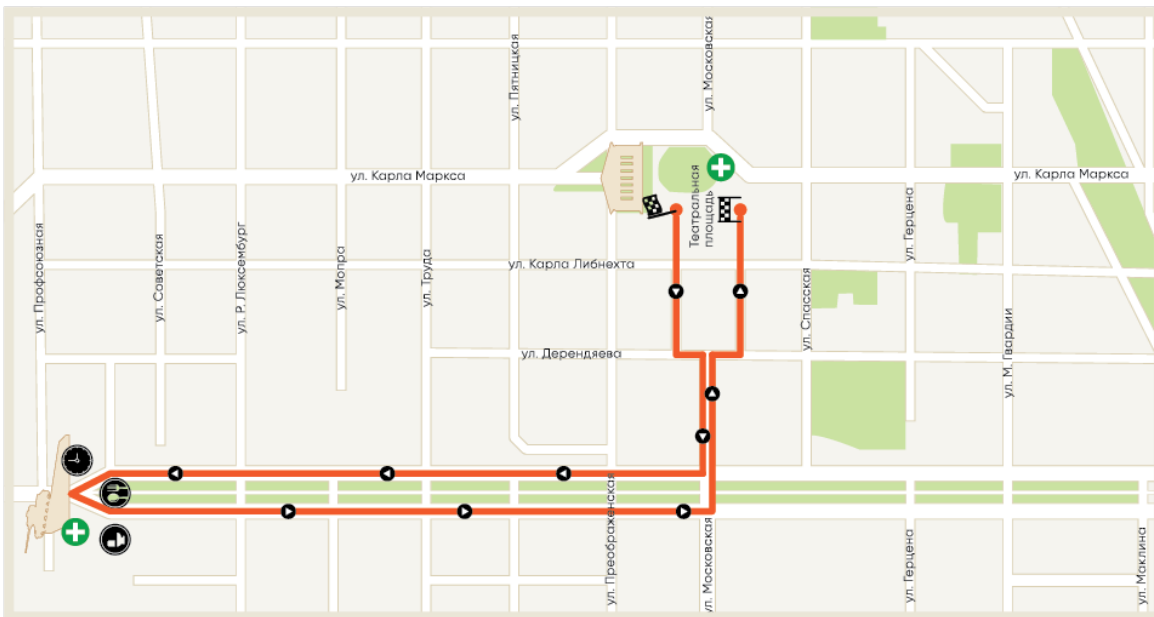 ул. Пятницкая
ул. Московская
ул. Карла Маркса
ул. Карла Маркса
Театральная
площадь
ул. Профсоюзная
ул. Советская
ул. Р. Люксембург
ул. Мопра
ул. Труда
ул. Карла Либнехта
ул. Герцена
ул. Спасская
ул. Дерендяева
ул. М. Гвардии
ул. Преображенская
ул. Московская
ул. Герцена
ул. Маклина